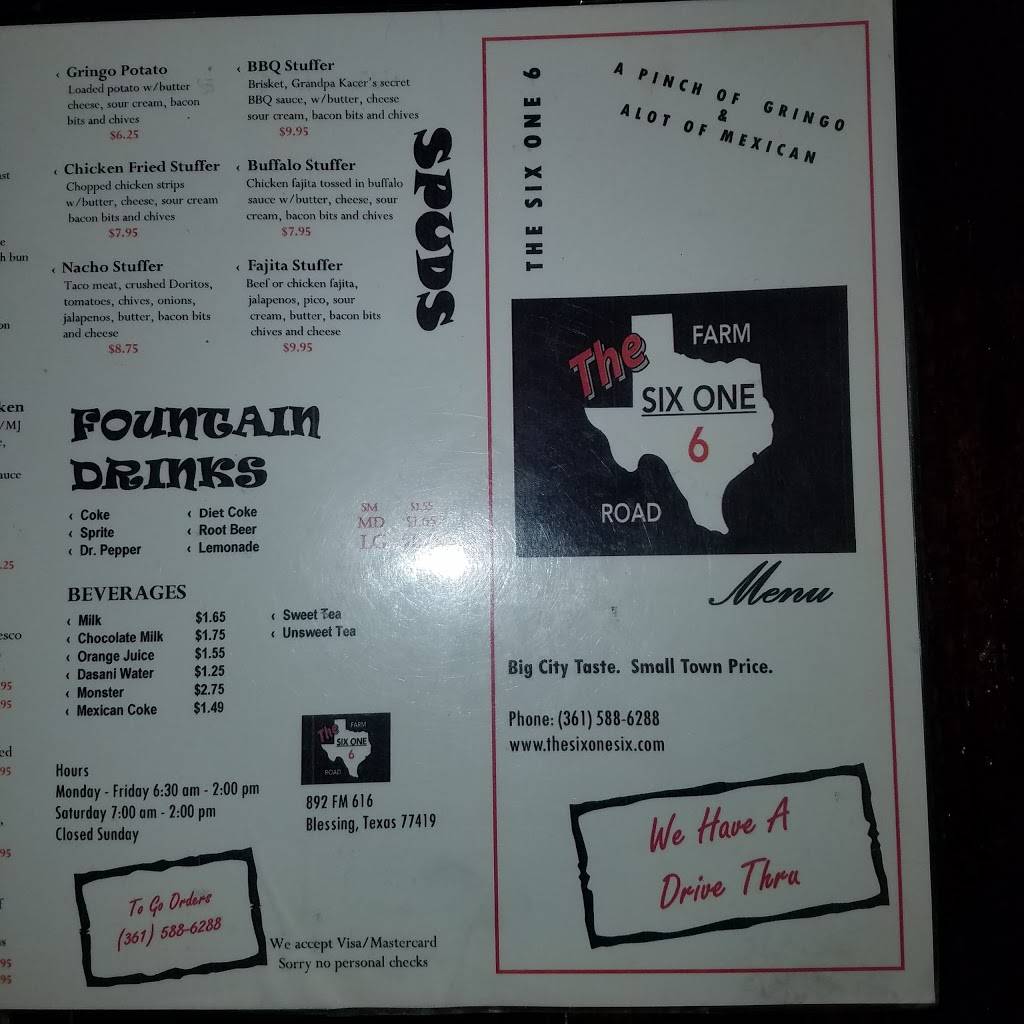 ‹ Gringo Potato
Loaded potato w/butter
cheese, sour cream, bacon
bits and chives
$6.25
‹ BBQ Stuffer
Brisket, Grandpa Kacer's secret
BBQ sauce, w/butter, cheese
sour cream, bacon bits and chives
$9.95
‹ Chicken Fried Stuffer
Chopped chicken strips
w/butter, cheese, sour cream
bacon bits and chives
$7.95
‹ Buffalo Stuffer
Chicken fajita tossed in buffalo
sauce w/butter, cheese, sour
cream, bacon bits and chives
$7.95
‹ Nacho Stuffer
Taco meat, crushed Doritos,
tomatoes, chives, onions,
jalapenos, butter, bacon bits
and cheese
$8.75
‹ Fajita Stuffer
Beef or chicken fajita,
jalapenos, pico, sour
cream, butter, bacon bits
chives and cheese
$9.95
SPUDS
FOUNTAIN
DRINKS
‹ Coke
‹ Sprite
‹ Dr. Pepper
‹ Diet Coke
‹ Root Beer
‹ Lemonade
SM $1.55
MD $1.65
LG
BEVERAGES
‹ Milk $1.65
‹ Chocolate Milk $1.75
‹ Orange Juice $1.55
‹ Dasani Water $1.25
‹ Monster $2.75
‹ Mexican Coke $1.49
‹ Sweet Tea
‹ Unsweet Tea
Hours
Monday - Friday 6:30 am - 2:00 pm
Saturday 7:00 am - 2:00 pm
Closed Sunday
The
FARM
SIX ONE
6
ROAD
892 FM 616
Blessing, Texas 77419
To Go Orders
(361) 588-6288
We accept Visa/Mastercard
Sorry no personal checks
THE SIX ONE 6
A PINCH OF GRINGO
&
ALOT OF MEXICAN
The
FARM
SIX ONE
6
ROAD
Menu
Big City Taste. Small Town Price.
Phone: (361) 588-6288
www.thesixonesix.com
We Have A
Drive Thru